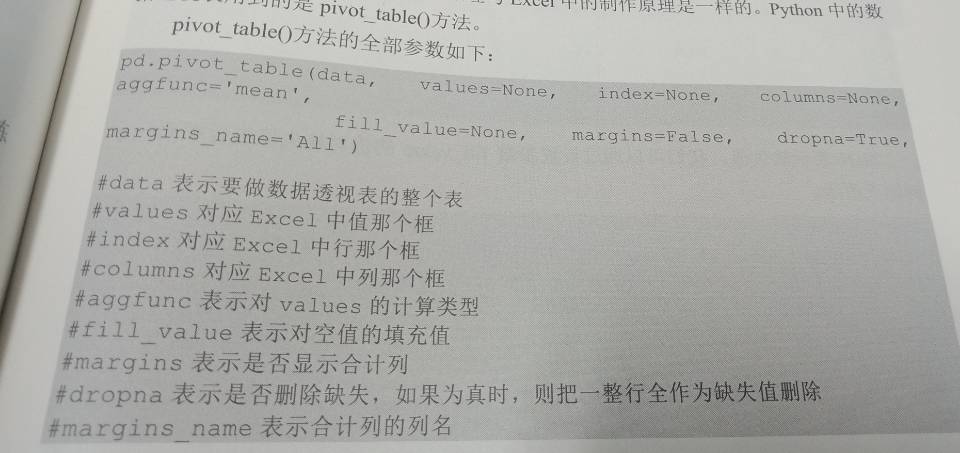 中的制作原理是一样的。Python 中的数
的是 pivot_table()方法。
pivot_table()方法的全部参数如下：
pd.pivot_table(data, values=None, index=None, columns=None,
aggfunc='mean',
fill_value=None, margins=False, dropna=True,
margins_name='All')
#data 表示要做数据透视表的整个表
#values 对应 Excel 中值那个框
#index 对应 Excel 中行那个框
#columns 对应 Excel 中列那个框
#aggfunc 表示对 values 的计算类型
#fill_value 表示对空值的填充值
#margins 表示是否显示合计列
#dropna 表示是否删除缺失，如果为真时，则把一整行全作为缺失值删除
#margins_name 表示合计列的列名